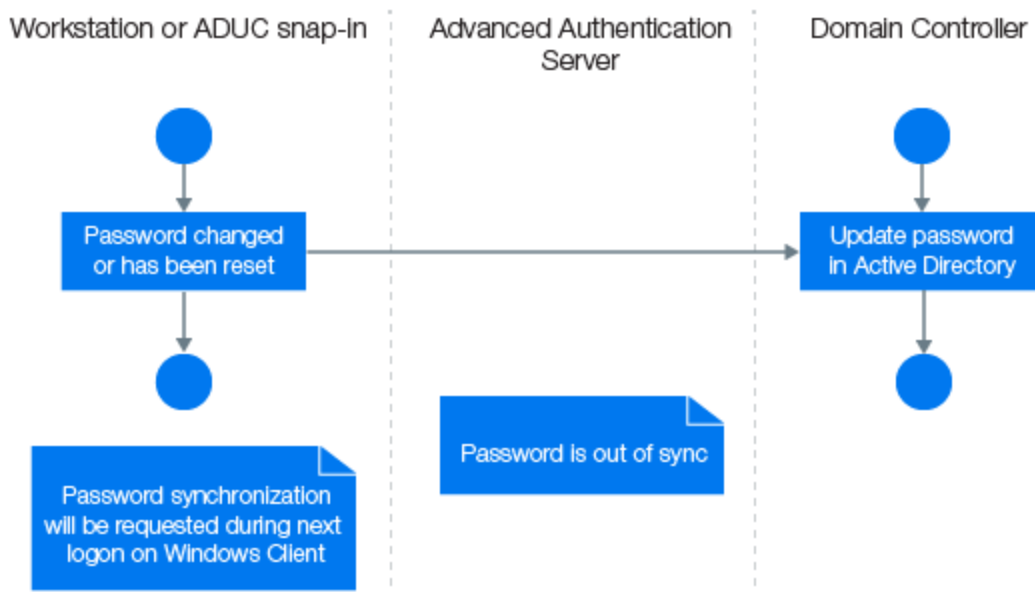 Workstation or ADUC snap-in
Advanced Authentication
Server
Domain Controller
Password changed
or has been reset
Update password
in Active Directory
Password is out of sync
Password synchronization
will be requested during next
logon on Windows Client